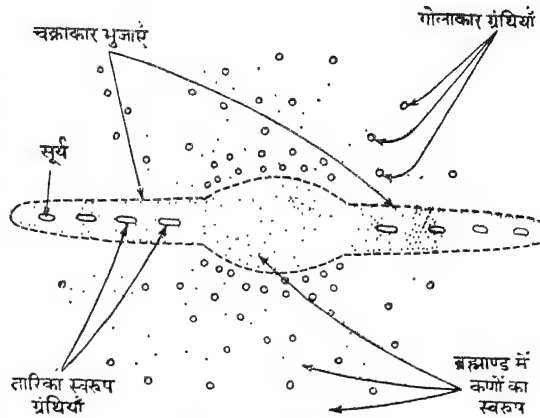 गोलाकार ग्रंथियाँ
चक्राकार भुजाएँ
सूर्य
तारिका स्वरुप
ग्रंथियाँ
ब्रह्माण्ड में
कणों का
स्वरुप